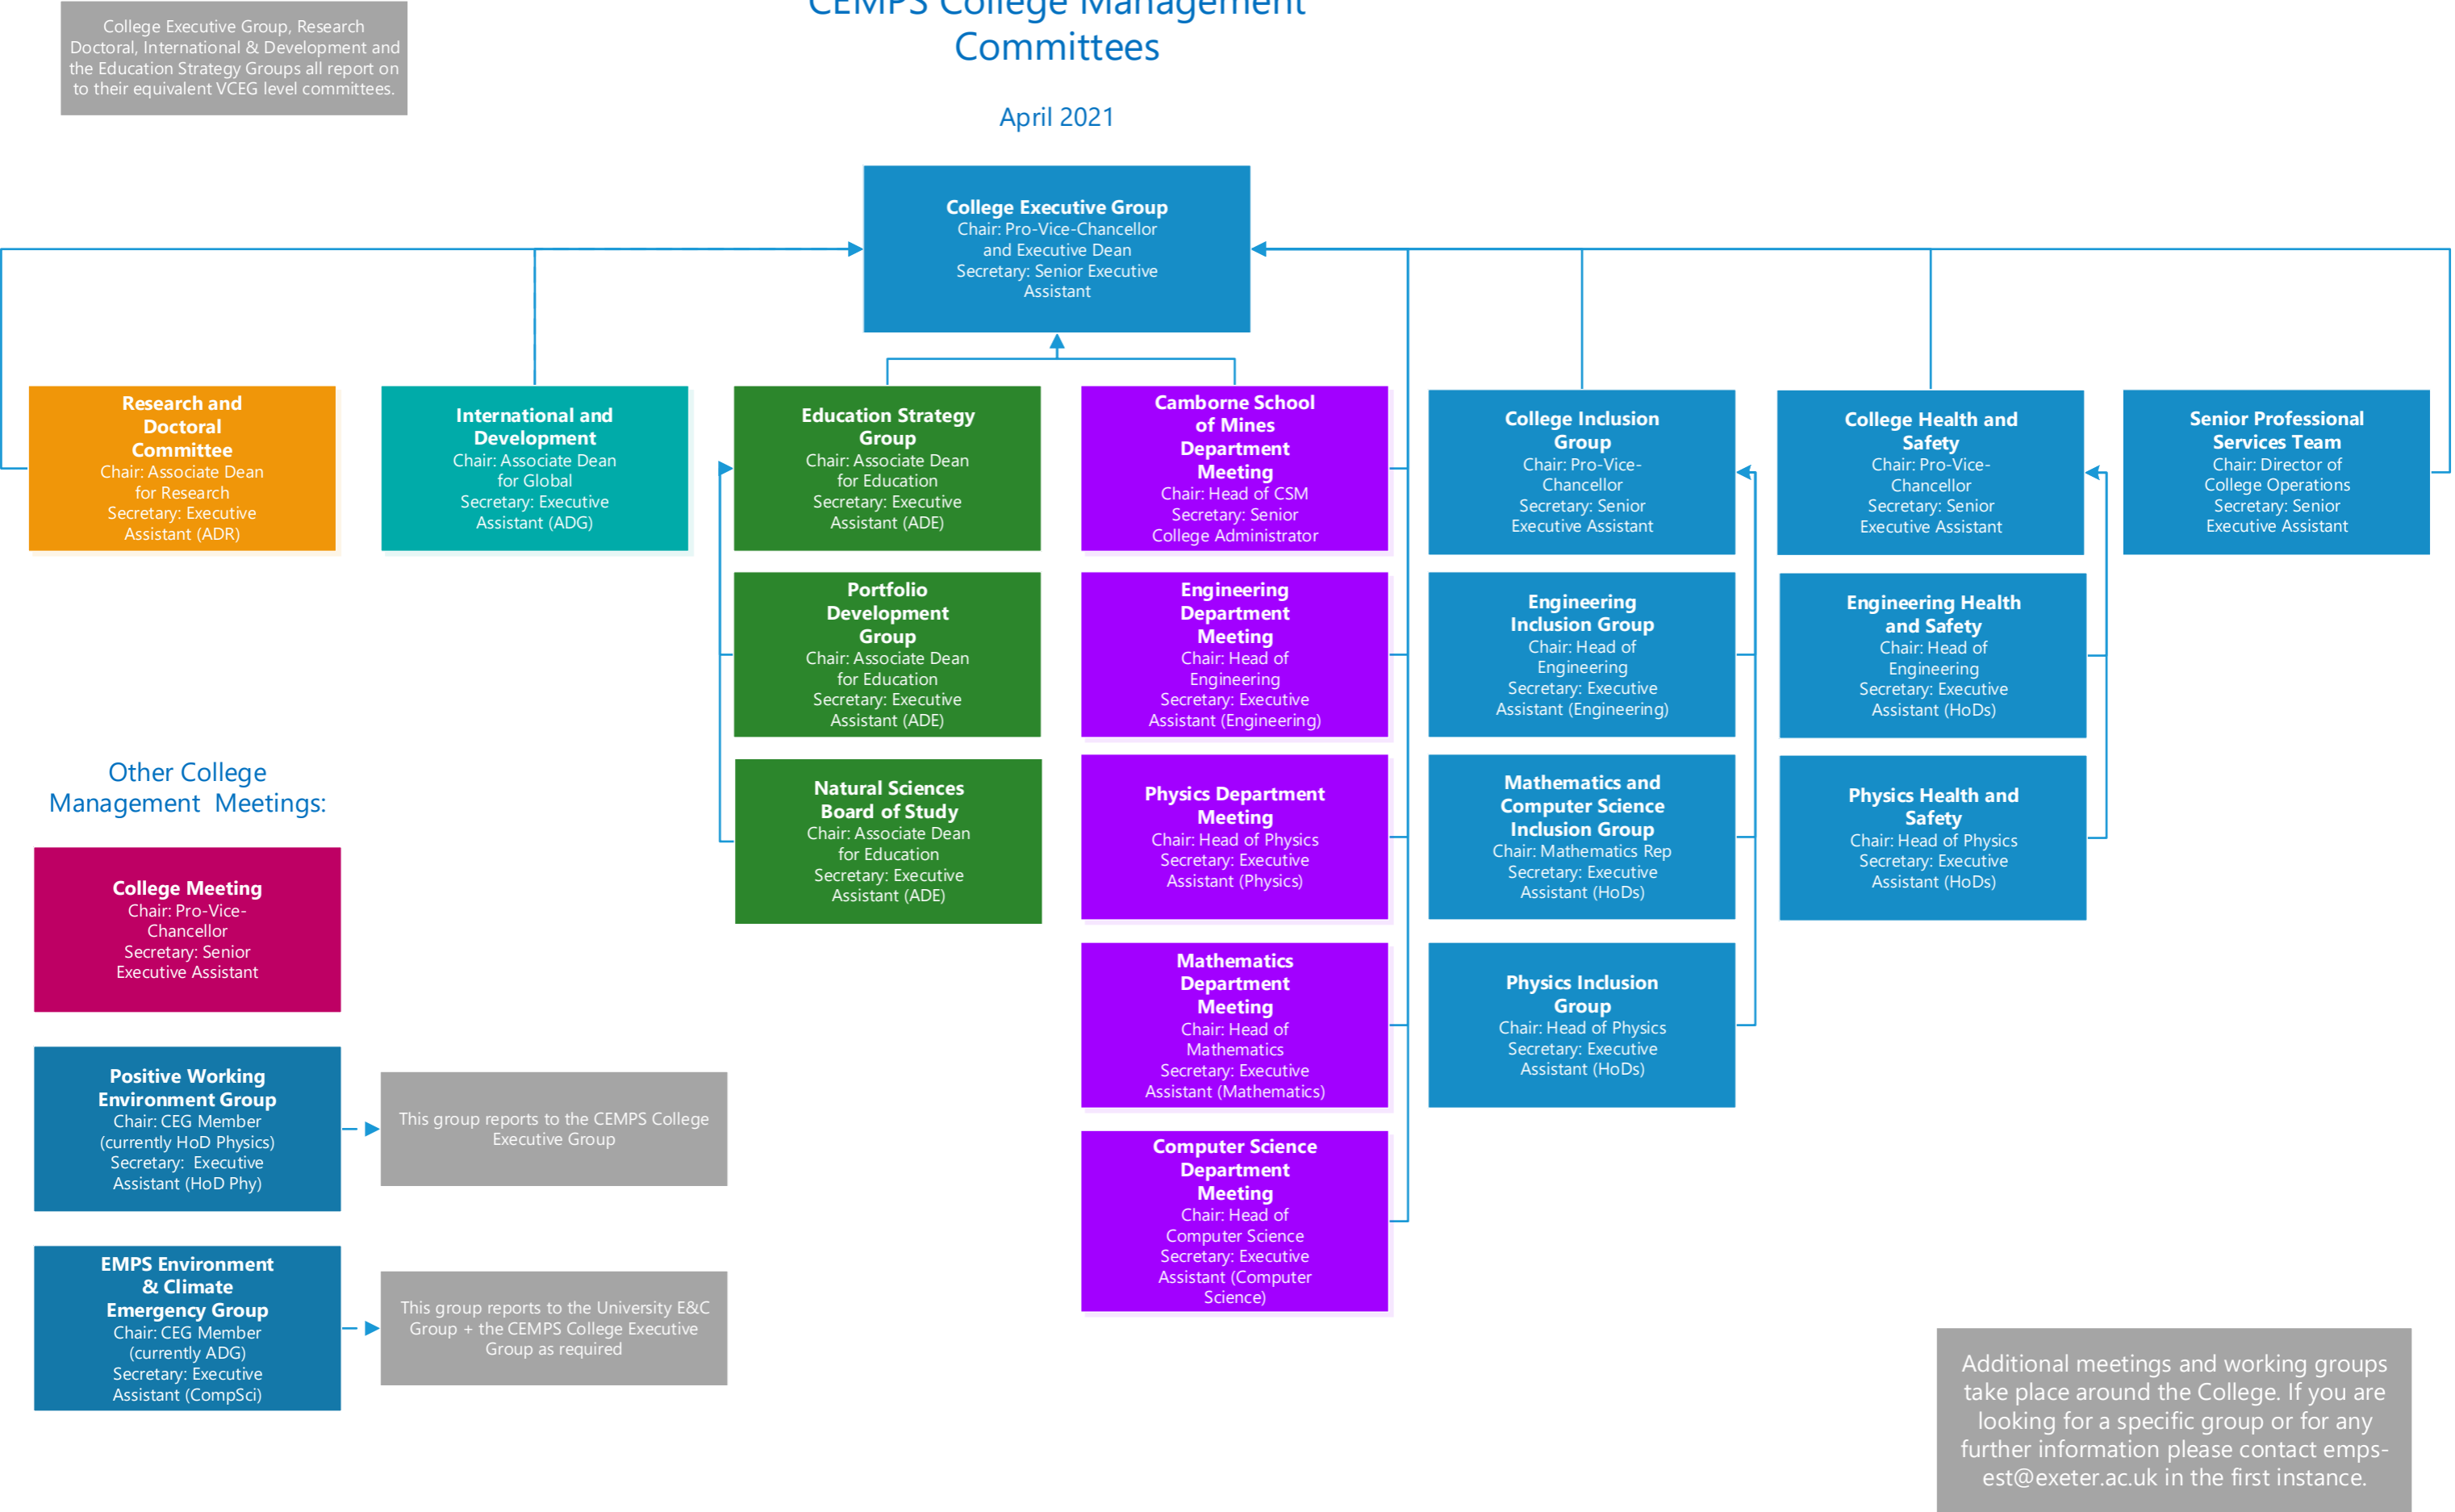 College Executive Group, Research
Doctoral, International & Development and
the Education Strategy Groups all report on
to their equivalent VCEG level committees.
CEMPS College Management
Committees
April 2021
College Executive Group
Chair: Pro-Vice-Chancellor
and Executive Dean
Secretary: Senior Executive
Assistant
Research and
Doctoral
Committee
Chair: Associate Dean
for Research
Secretary: Executive
Assistant (ADR)
International and
Development
Chair: Associate Dean
for Global
Secretary: Executive
Assistant (ADG)
Education Strategy
Group
Chair: Associate Dean
for Education
Secretary: Executive
Assistant (ADE)
Camborne School
of Mines
Department
Meeting
Chair: Head of CSM
Secretary: Senior
College Administrator
College Inclusion
Group
Chair: Pro-Vice-
Chancellor
Secretary: Senior
Executive Assistant
College Health and
Safety
Chair: Pro-Vice-
Chancellor
Secretary: Senior
Executive Assistant
Senior Professional
Services Team
Chair: Director of
College Operations
Secretary: Senior
Executive Assistant
Portfolio
Development
Group
Chair: Associate Dean
for Education
Secretary: Executive
Assistant (ADE)
Engineering
Department
Meeting
Chair: Head of
Engineering
Secretary: Executive
Assistant (Engineering)
Engineering
Inclusion Group
Chair: Head of
Engineering
Secretary: Executive
Assistant (Engineering)
Engineering Health
and Safety
Chair: Head of
Engineering
Secretary: Executive
Assistant (HoDs)
Natural Sciences
Board of Study
Chair: Associate Dean
for Education
Secretary: Executive
Assistant (ADE)
Physics Department
Meeting
Chair: Head of Physics
Secretary: Executive
Assistant (Physics)
Mathematics and
Computer Science
Inclusion Group
Chair: Mathematics Rep
Secretary: Executive
Assistant (HoDs)
Physics Health and
Safety
Chair: Head of Physics
Secretary: Executive
Assistant (HoDs)
Mathematics
Department
Meeting
Chair: Head of
Mathematics
Secretary: Executive
Assistant (Mathematics)
Physics Inclusion
Group
Chair: Head of Physics
Secretary: Executive
Assistant (HoDs)
Computer Science
Department
Meeting
Chair: Head of
Computer Science
Secretary: Executive
Assistant (Computer
Science)
Other College
Management Meetings:
College Meeting
Chair: Pro-Vice-
Chancellor
Secretary: Senior
Executive Assistant
Positive Working
Environment Group
Chair: CEG Member
(currently HoD Physics)
Secretary: Executive
Assistant (HoD Phy)
This group reports to the CEMPS College
Executive Group
EMPS Environment
& Climate
Emergency Group
Chair: CEG Member
(currently ADG)
Secretary: Executive
Assistant (CompSci)
This group reports to the University E&C
Group + the CEMPS College Executive
Group as required
Additional meetings and working groups
take place around the College. If you are
looking for a specific group or for any
further information please contact emps-
est@exeter.ac.uk in the first instance.